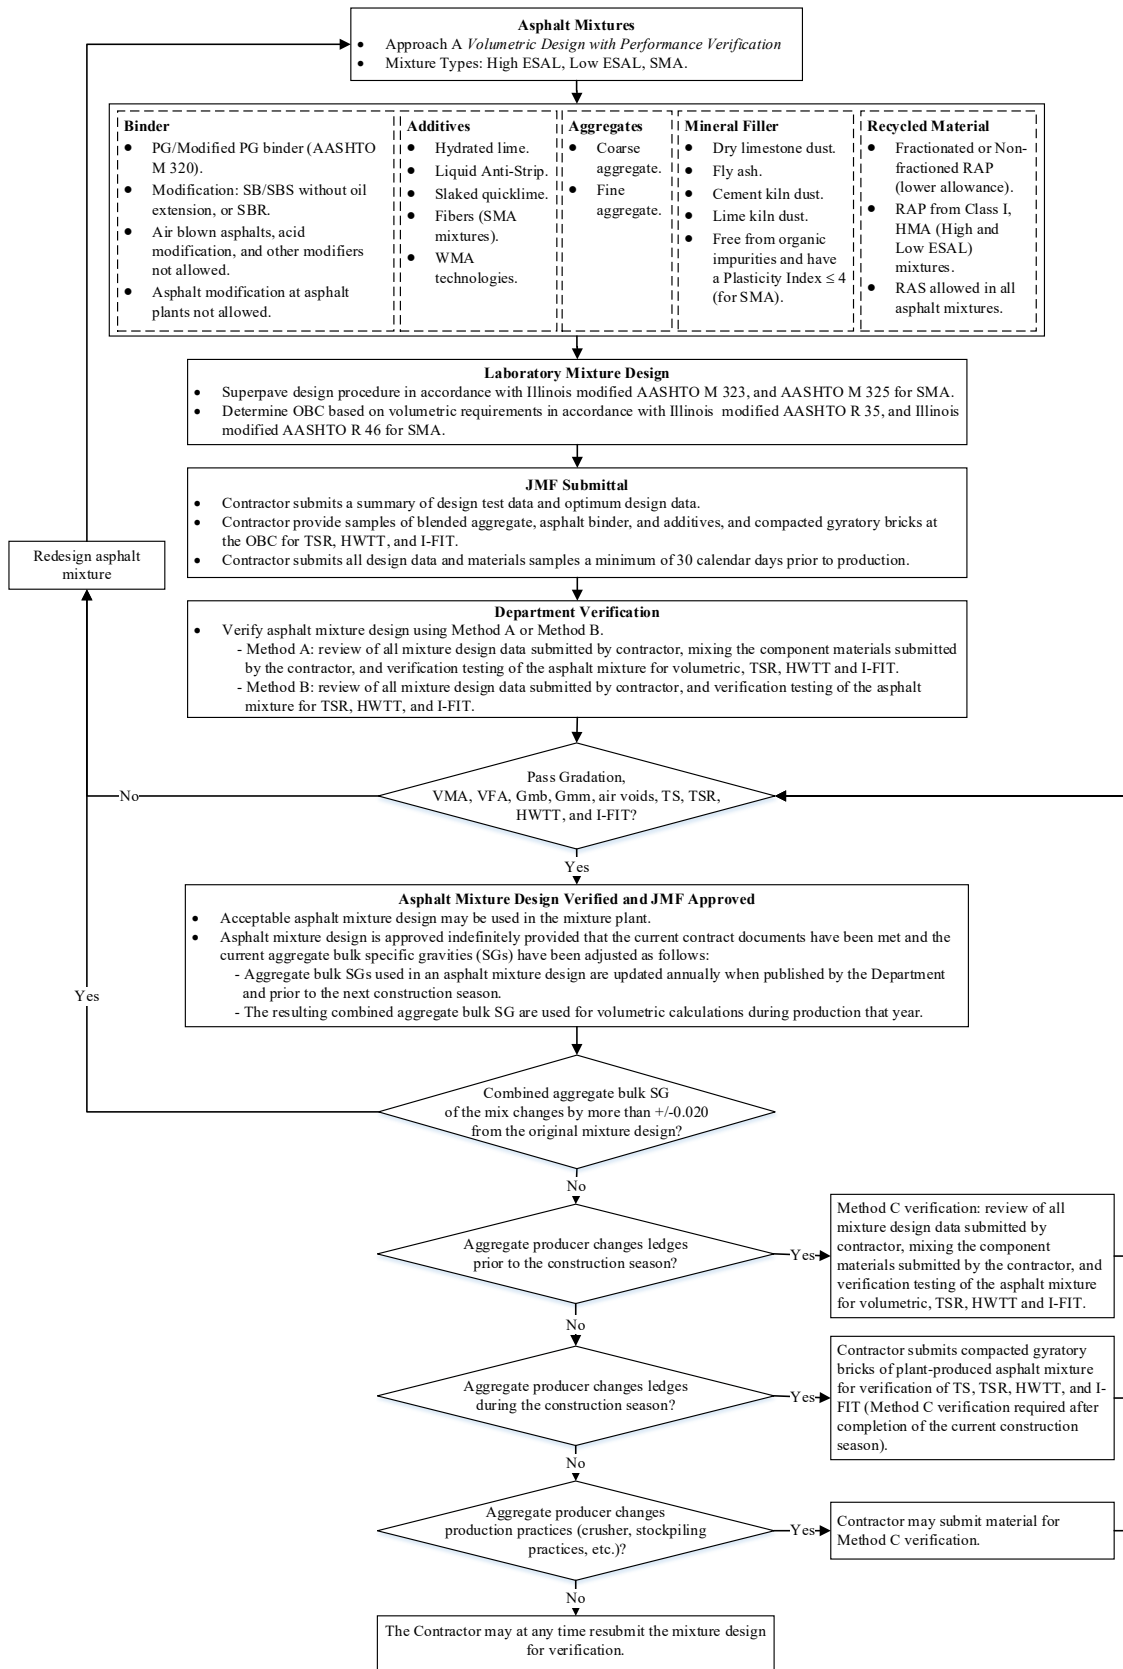 Asphalt Mixtures
• Approach A Volumetric Design with Performance Verification
• Mixture Types: High ESAL, Low ESAL, SMA.
Binder
• PG/Modified PG binder (AASHTO
M 320).
• Modification: SB/SBS without oil
extension, or SBR.
• Air blown asphalts, acid
modification, and other modifiers
not allowed.
• Asphalt modification at asphalt
plants not allowed.
Additives
• Hydrated lime.
• Liquid Anti-Strip.
• Slaked quicklime.
• Fibers (SMA
mixtures).
• WMA
technologies.
Aggregates
• Coarse
aggregate.
• Fine
aggregate.
Mineral Filler
• Dry limestone dust.
• Fly ash.
• Cement kiln dust.
• Lime kiln dust.
• Free from organic
impurities and have
a Plasticity Index ≤ 4
(for SMA).
Recycled Material
• Fractionated or Non-
fractioned RAP
(lower allowance).
• RAP from Class I,
HMA (High and
Low ESAL)
mixtures.
• RAS allowed in all
asphalt mixtures.
Laboratory Mixture Design
• Superpave design procedure in accordance with Illinois modified AASHTO M 323, and AASHTO M 325 for SMA.
• Determine OBC based on volumetric requirements in accordance with Illinois modified AASHTO R 35, and Illinois
modified AASHTO R 46 for SMA.
JMF Submittal
• Contractor submits a summary of design test data and optimum design data.
• Contractor provide samples of blended aggregate, asphalt binder, and additives, and compacted gyratory bricks at
the OBC for TSR, HWTT, and I-FIT.
• Contractor submits all design data and materials samples a minimum of 30 calendar days prior to production.
Redesign asphalt
mixture
Department Verification
• Verify asphalt mixture design using Method A or Method B.
- Method A: review of all mixture design data submitted by contractor, mixing the component materials submitted
by the contractor, and verification testing of the asphalt mixture for volumetric, TSR, HWTT and I-FIT.
- Method B: review of all mixture design data submitted by contractor, and verification testing of the asphalt
mixture for TSR, HWTT, and I-FIT.
Pass Gradation,
VMA, VFA, Gmb, Gmm, air voids, TS, TSR,
HWTT, and I-FIT?
No
Yes
Asphalt Mixture Design Verified and JMF Approved
• Acceptable asphalt mixture design may be used in the mixture plant.
• Asphalt mixture design is approved indefinitely provided that the current contract documents have been met and the
current aggregate bulk specific gravities (SGs) have been adjusted as follows:
- Aggregate bulk SGs used in an asphalt mixture design are updated annually when published by the Department
and prior to the next construction season.
- The resulting combined aggregate bulk SG are used for volumetric calculations during production that year.
Yes
Combined aggregate bulk SG
of the mix changes by more than +/-0.020
from the original mixture design?
No
Aggregate producer changes ledges
prior to the construction season?
Yes
Method C verification: review of all
mixture design data submitted by
contractor, mixing the component
materials submitted by the contractor, and
verification testing of the asphalt mixture
for volumetric, TSR, HWTT and I-FIT.
No
Aggregate producer changes ledges
during the construction season?
Yes
Contractor submits compacted gyratory
bricks of plant-produced asphalt mixture
for verification of TS, TSR, HWTT, and I-
FIT (Method C verification required after
completion of the current construction
season).
No
Aggregate producer changes
production practices (crusher, stockpiling
practices, etc.)?
Yes
Contractor may submit material for
Method C verification.
No
The Contractor may at any time resubmit the mixture design
for verification.